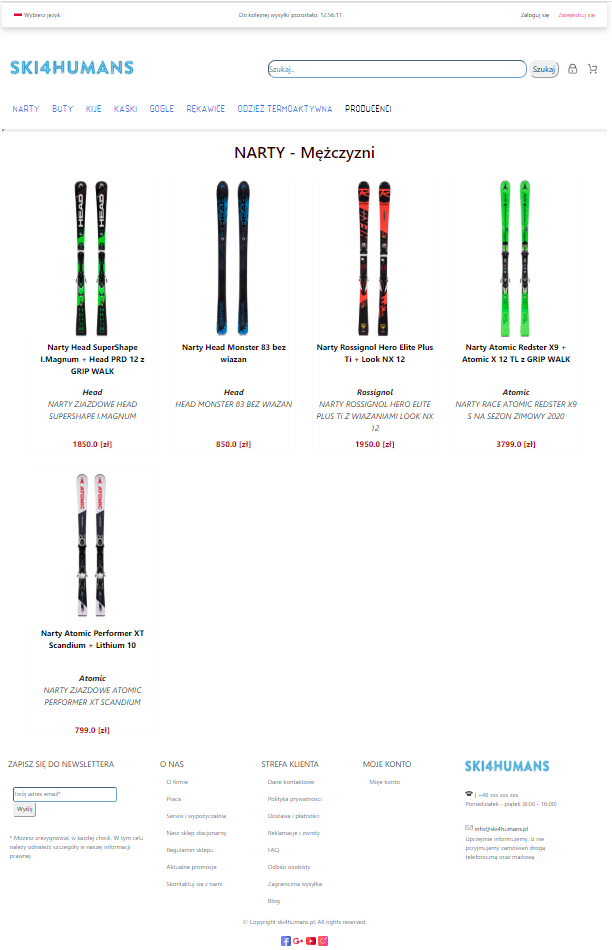 Wybierz język
Do kolejnej wysyłki pozostało: 12:56:11
Zaloguj się
Zarejestruj się
SKI4HUMANS
Szukaj..
Szukaj
NARTY BUTY KIJE KASKI GOGLE RĘKAWICE ODZIEŻ TERMOAKTYWNA PRODUCENCI
NARTY - Mężczyzni
HEAD
HEAD
HEAD
HEAD
Narty Head SuperShape
I.Magnum + Head PRD 12 z
GRIP WALK
Head
NARTY ZJAZDOWE HEAD
SUPERSHAPE I.MAGNUM
1850.0 [zł]
Narty Head Monster 83 bez
wiazan
Head
HEAD MONSTER 83 BEZ WIAZAN
850.0 [zł]
Narty Rossignol Hero Elite Plus
Ti + Look NX 12
Rossignol
NARTY ROSSIGNOL HERO ELITE
PLUS Ti Z WIAZANIAMI LOOK NX
12
1950.0 [zł]
Narty Atomic Redster X9 +
Atomic X 12 TL z GRIP WALK
Atomic
NARTY RACE ATOMIC REDSTER X9
S NA SEZON ZIMOWY 2020
3799.0 [zł]
ATOMIC
ATOMIC
Narty Atomic Performer XT
Scandium + Lithium 10
Atomic
NARTY ZJAZDOWE ATOMIC
PERFORMER XT SCANDIUM
799.0 [zł]
ZAPISZ SIĘ DO NEWSLETTERA
Twój adres email*
Wyślij
* Możesz zrezygnować w każdej chwili. W tym celu
należy odnaleźć szczegóły w naszej informacji
prawnej.
O NAS
O firmie
Praca
Serwis i wypożyczalnia
Nasz sklep stacjonarny
Regulamin sklepu
Aktualne promocje
Skontaktuj się z nami
STREFA KLIENTA
Dane kontaktowe
Polityka prywatności
Dostawa i płatności
Reklamacje i zwroty
FAQ
Odbiór osobisty
Zagraniczna wysyłka
Blog
MOJE KONTO
Moje konto
SKI4HUMANS
| +48 xxx xxx xxx
Poniedziałek - piątek (8:00 - 16:00)
info@ski4humans.pl
Uprzejmie informujemy, iż nie
przyjmujemy zamówień drogą
telefoniczną oraz mailową.
© Copyright ski4humans.pl. All rights reserved.